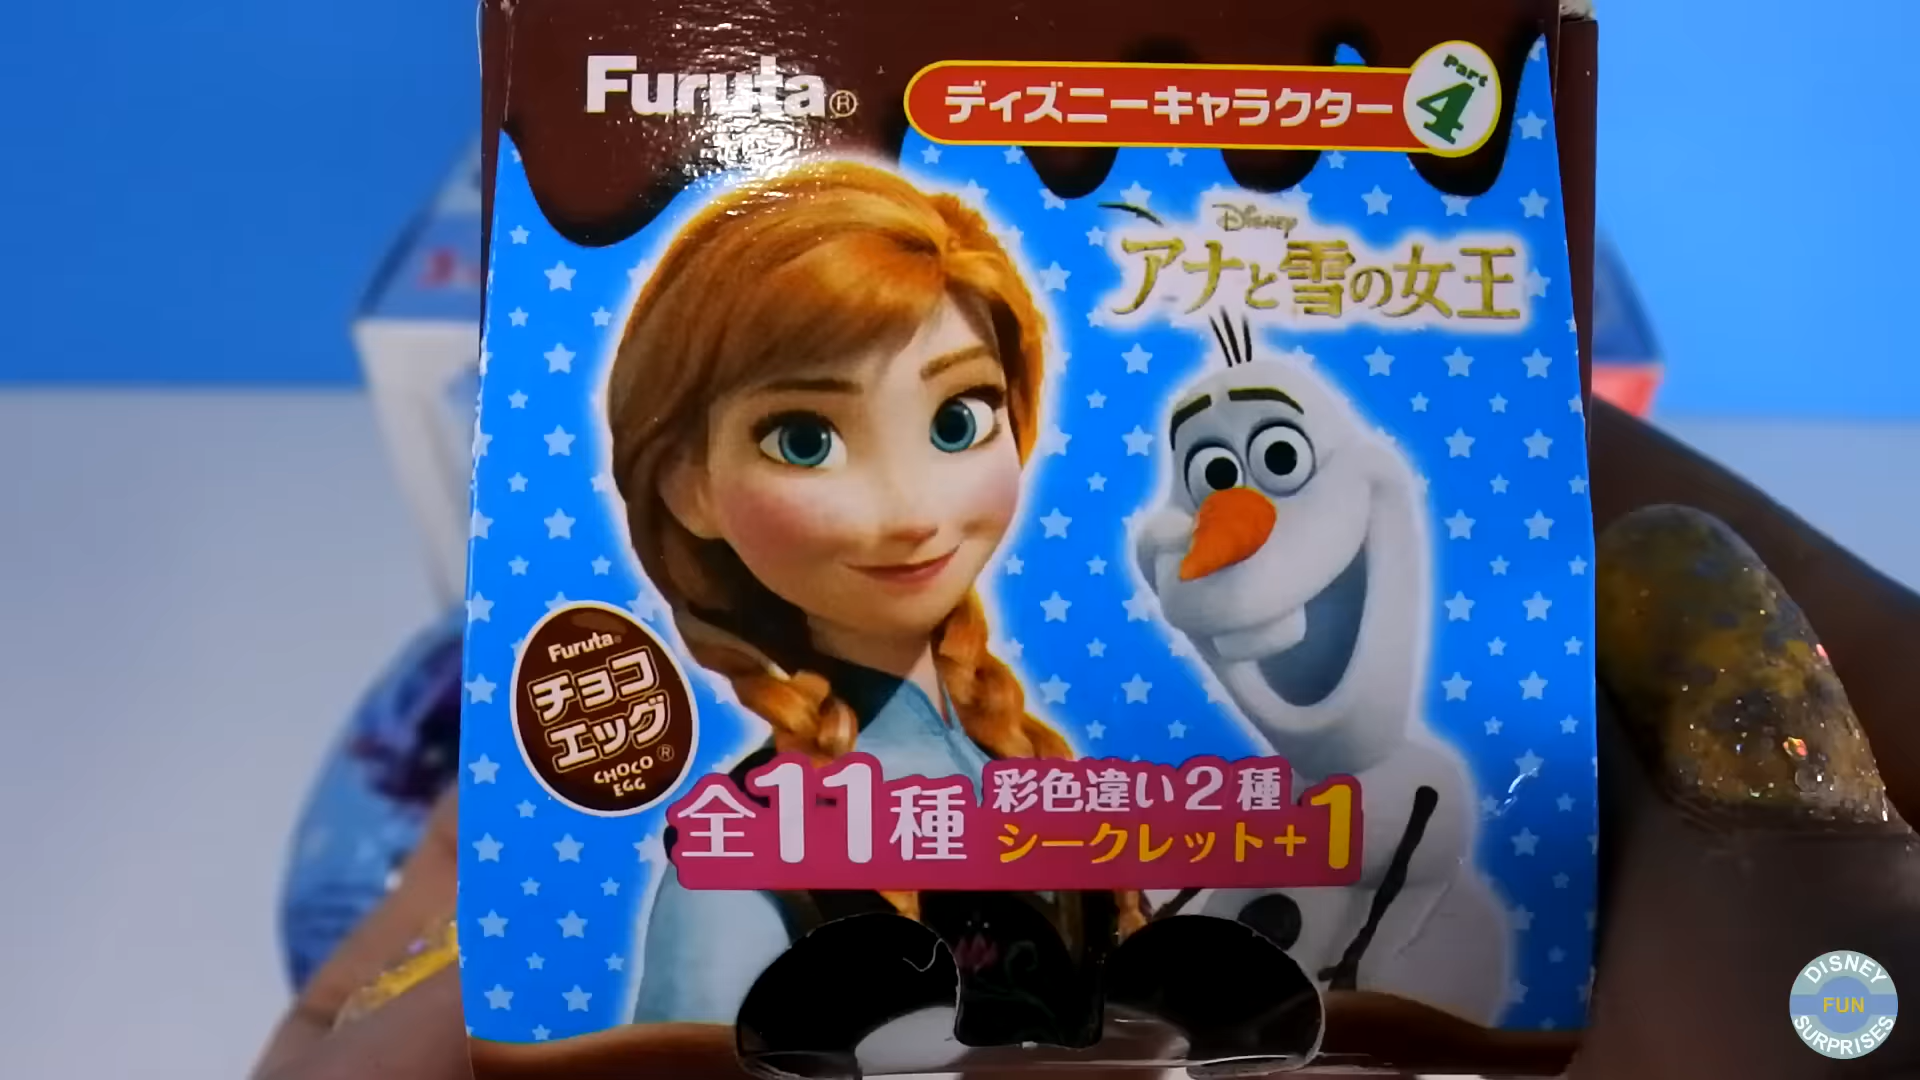 Furuta®
ディズニーキャラクター
Part
4
Disney
アナと雪の女王
Furuta
チョコ
エッグ®
CHOCO
EGG
全11種
彩色違い2種
シークレット+1
DISNEY
FUN
SURPRISES